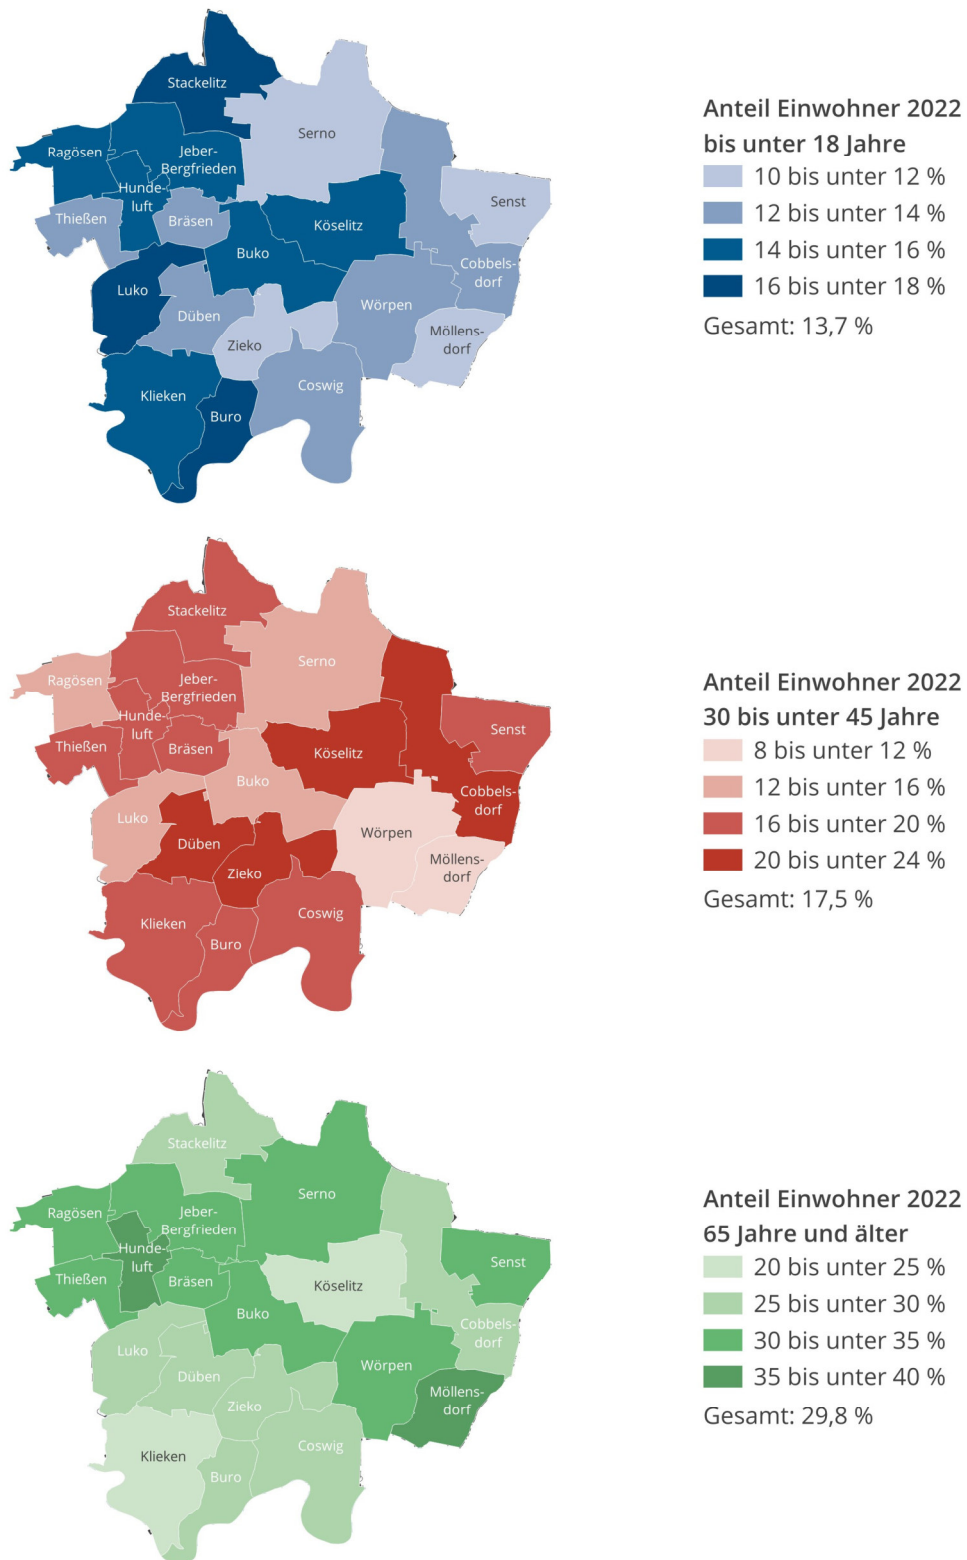 Stackelitz
Serno
Ragösen
Jeber-
Bergfrieden
Hunde-
luft
Senst
Thießen
Bräsen
Köselitz
Buko
Cobbels-
dorf
Luko
Wörpen
Düben
Möllens-
dorf
Zieko
Coswig
Klieken
Buro
Anteil Einwohner 2022
bis unter 18 Jahre
10 bis unter 12 %
12 bis unter 14 %
14 bis unter 16 %
16 bis unter 18 %
Gesamt: 13,7 %
Stackelitz
Serno
Ragösen
Jeber-
Bergfrieden
Hunde-
luft
Senst
Thießen
Bräsen
Köselitz
Buko
Cobbels-
dorf
Luko
Wörpen
Düben
Möllens-
dorf
Zieko
Coswig
Klieken
Buro
Anteil Einwohner 2022
30 bis unter 45 Jahre
8 bis unter 12 %
12 bis unter 16 %
16 bis unter 20 %
20 bis unter 24 %
Gesamt: 17,5 %
Stackelitz
Serno
Ragösen
Jeber-
Bergfrieden
Hunde-
luft
Senst
Thießen
Bräsen
Köselitz
Buko
Cobbels-
dorf
Luko
Wörpen
Düben
Möllens-
dorf
Zieko
Coswig
Klieken
Buro
Anteil Einwohner 2022
65 Jahre und älter
20 bis unter 25 %
25 bis unter 30 %
30 bis unter 35 %
35 bis unter 40 %
Gesamt: 29,8 %